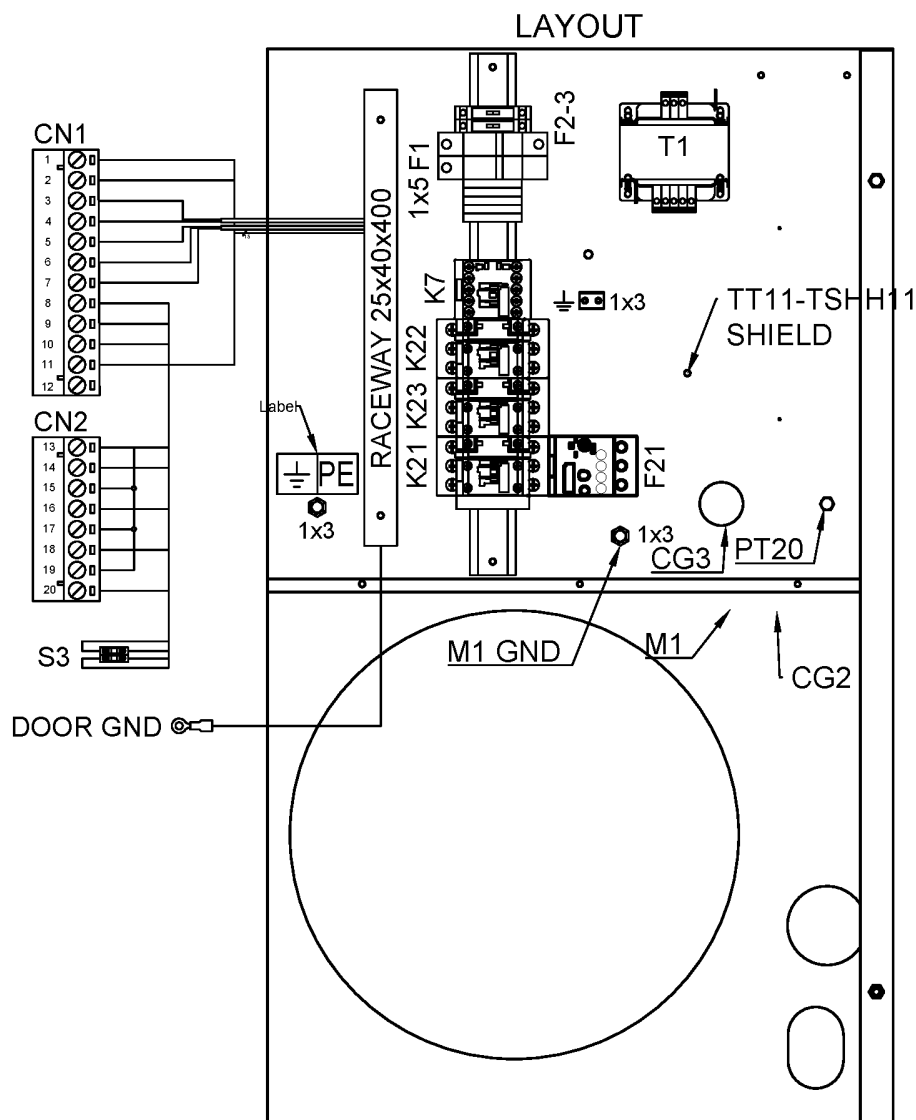 LAYOUT
CN1
1
2
3
4
5
6
7
8
9
10
11
12
CN2
13
14
15
16
17
18
19
20
S3
DOOR GND
Label
PE
1x3
RACEWAY 25x40x400
1x5 F1
F2-3
T1
K7
1x3
K21 K23 K22
F21
TT11-TSHH11
SHIELD
1x3
CG3
PT20
M1 GND
M1
CG2